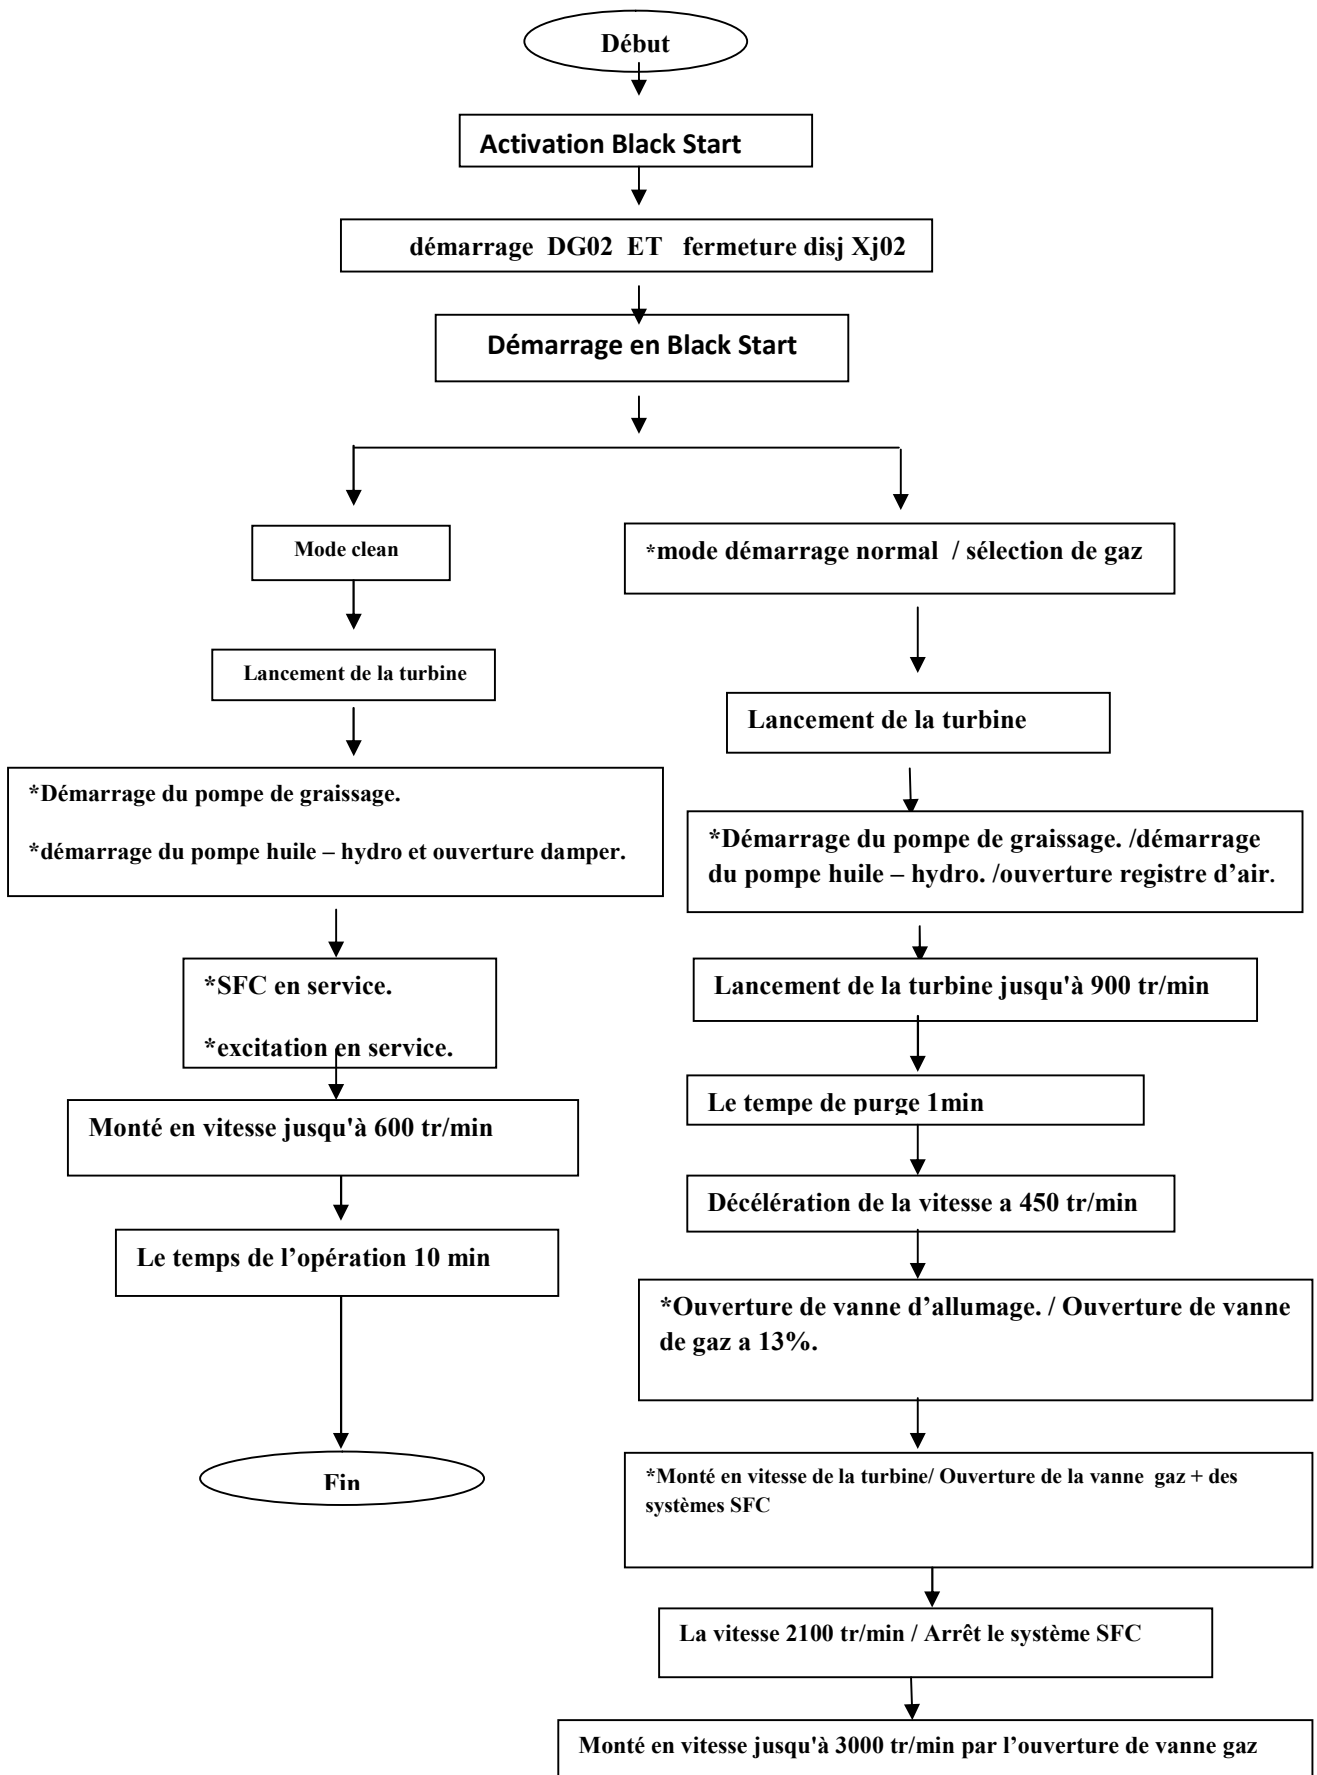 Début
Activation Black Start
démarrage DG02 ET fermeture disj Xj02
Démarrage en Black Start
Mode clean
Lancement de la turbine
*Démarrage du pompe de graissage.
*démarrage du pompe huile – hydro et ouverture damper.
*SFC en service.
*excitation en service.
Monté en vitesse jusqu'à 600 tr/min
Le temps de l’opération 10 min
Fin
*mode démarrage normal / sélection de gaz
Lancement de la turbine
*Démarrage du pompe de graissage. /démarrage
du pompe huile – hydro. /ouverture registre d’air.
Lancement de la turbine jusqu'à 900 tr/min
Le tempe de purge 1min
Décélération de la vitesse a 450 tr/min
*Ouverture de vanne d’allumage. / Ouverture de vanne
de gaz a 13%.
*Monté en vitesse de la turbine/ Ouverture de la vanne gaz + des
systèmes SFC
La vitesse 2100 tr/min / Arrêt le système SFC
Monté en vitesse jusqu'à 3000 tr/min par l’ouverture de vanne gaz